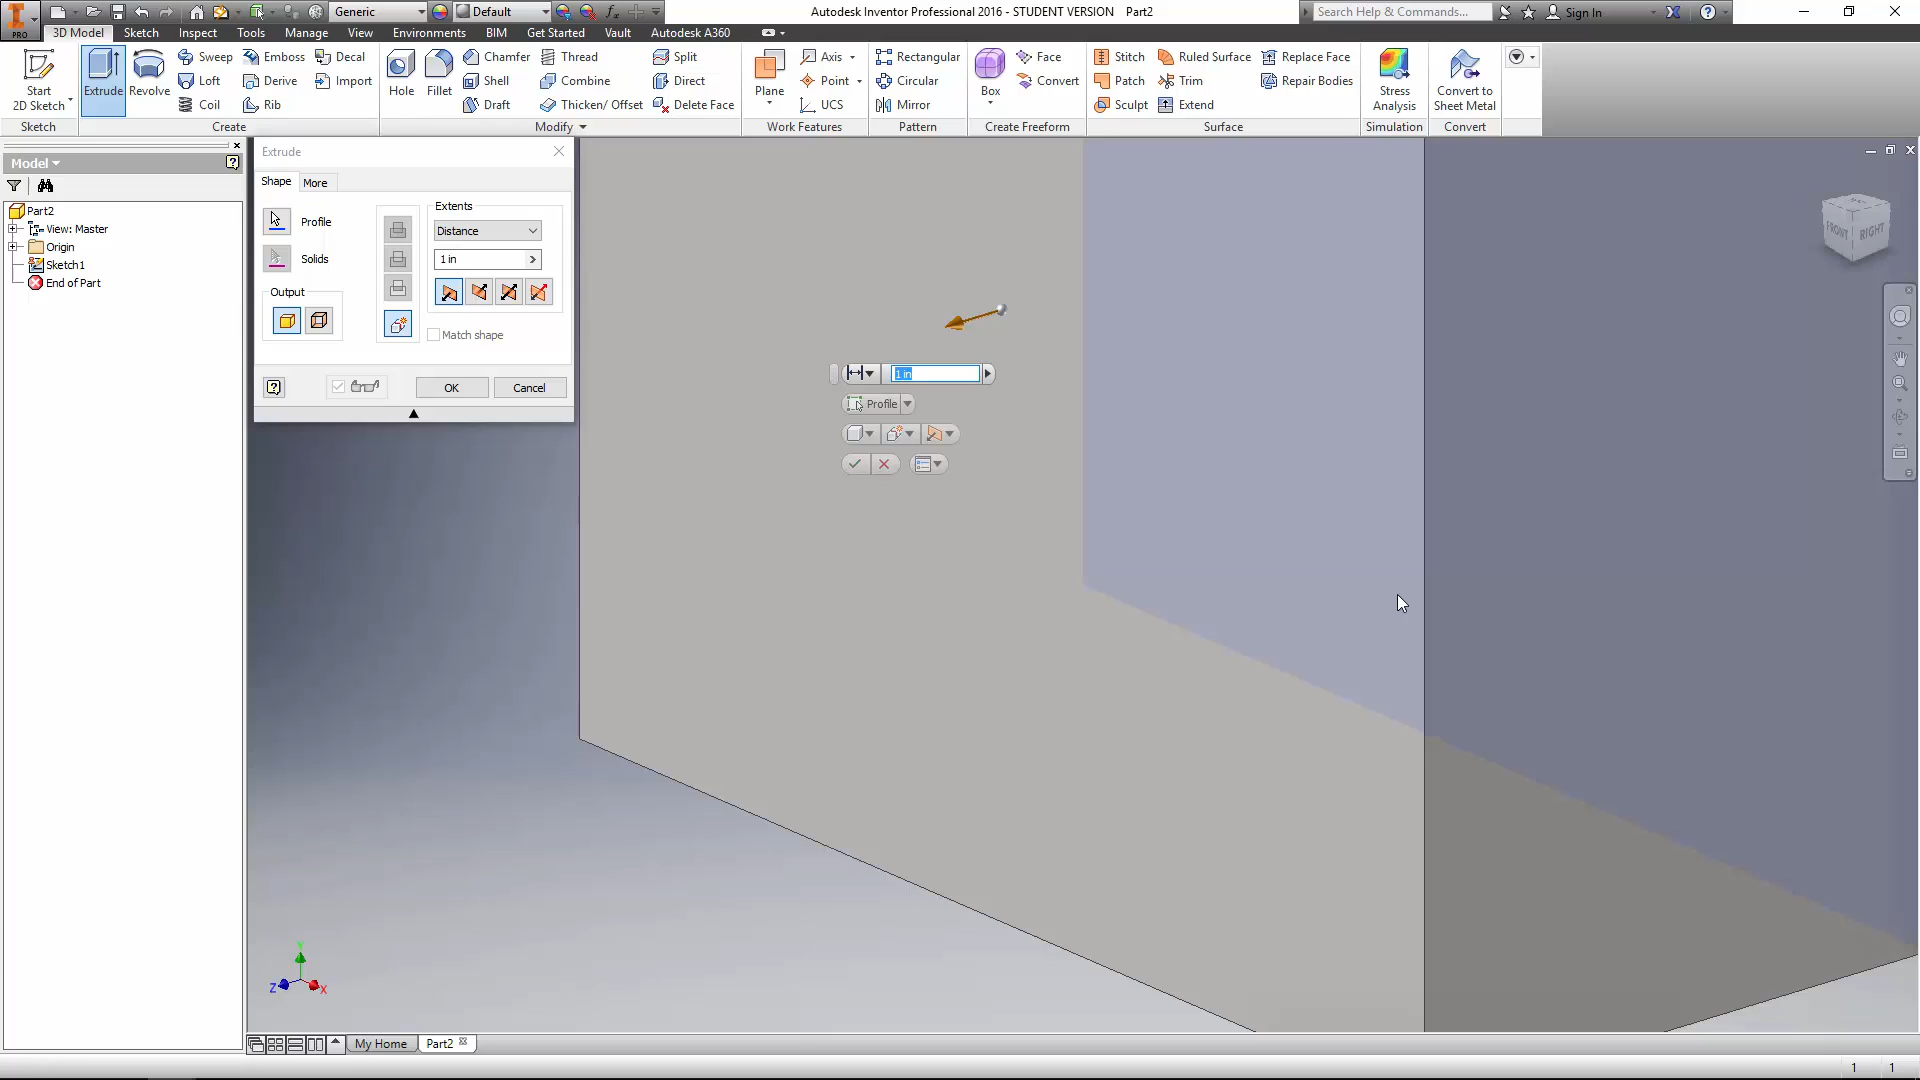 Generic
Default
Autodesk Inventor Professional 2016 - STUDENT VERSION Part2
Search Help & Commands...
Sign In
PRO
3D Model Sketch Inspect Tools Manage View Environments BIM Get Started Vault Autodesk A360
Start
2D Sketch
Extrude
Revolve
Sweep
Loft
Coil
Emboss
Derive
Rib
Decal
Import
Hole
Fillet
Chamfer
Shell
Draft
Thread
Combine
Thicken/ Offset
Split
Direct
Delete Face
Plane
Axis
Point
UCS
Rectangular
Circular
Mirror
Box
Face
Convert
Stitch
Patch
Sculpt
Ruled Surface
Trim
Extend
Replace Face
Repair Bodies
Stress
Analysis
Convert to
Sheet Metal
Sketch Create Modify Work Features Pattern Create Freeform Surface Simulation Convert
Model
Part2
View: Master
Origin
Sketch1
End of Part
Extrude
Shape More
Profile
Solids
Output
Extents
Distance
1 in
Match shape
OK Cancel
1 in
Profile
FRONT RIGHT
Y
Z
X
My Home Part2
1 1